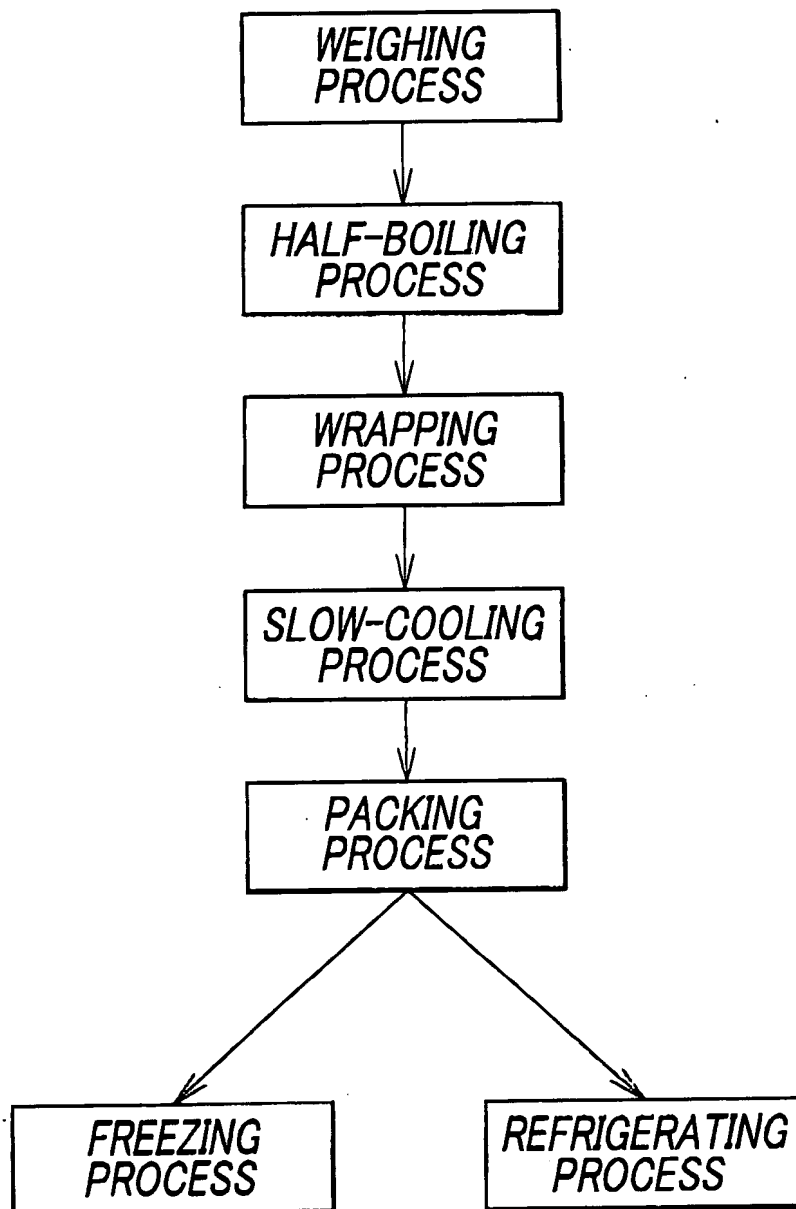 WEIGHING
PROCESS
HALF-BOILING
PROCESS
WRAPPING
PROCESS
SLOW-COOLING
PROCESS
PACKING
PROCESS
FREEZING
PROCESS
REFRIGERATING
PROCESS